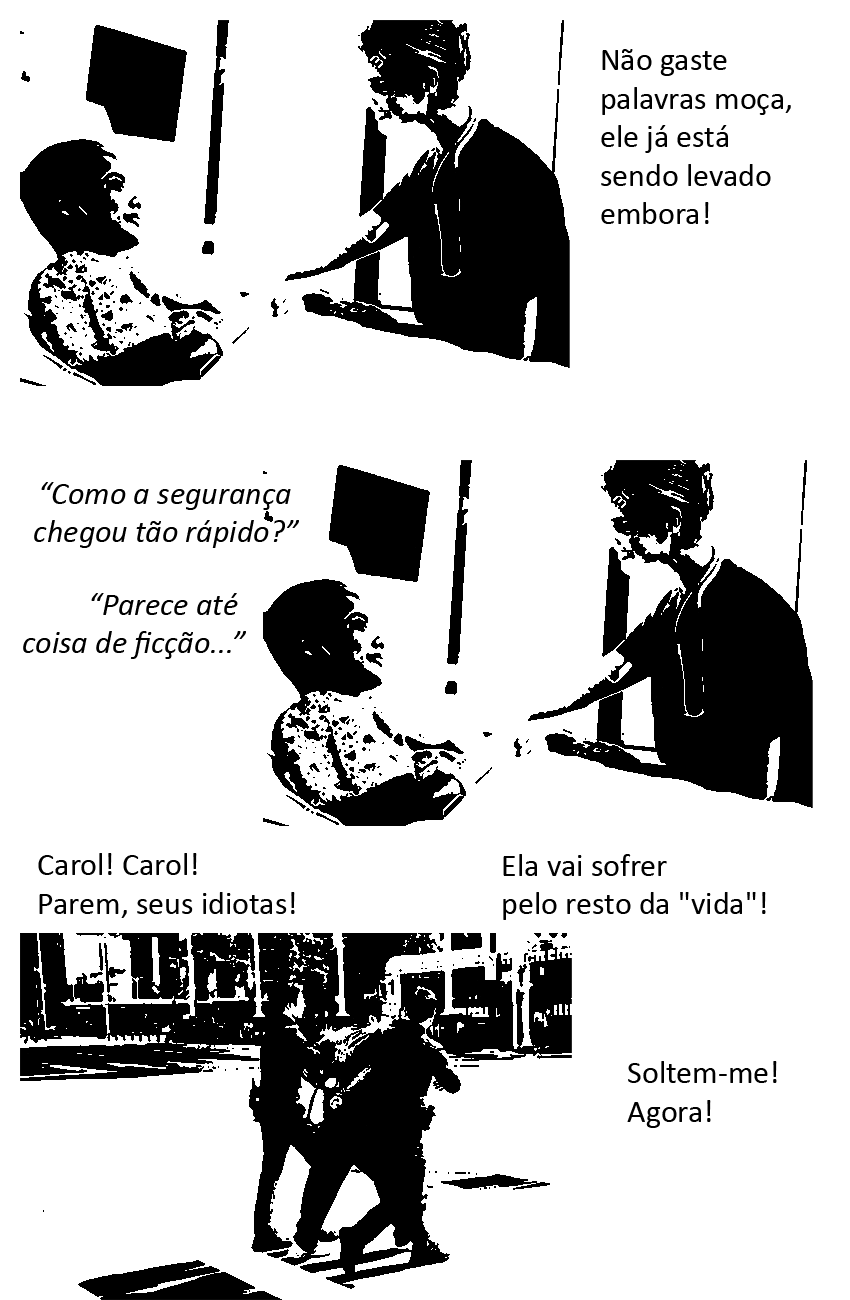 Não gaste
palavras moça,
ele já está
sendo levado
embora!
“Como a segurança
chegou tão rápido?”
“Parece até
coisa de ficção...”
Carol! Carol!
Parem, seus idiotas!
Ela vai sofrer
pelo resto da "vida"!
Soltem-me!
Agora!